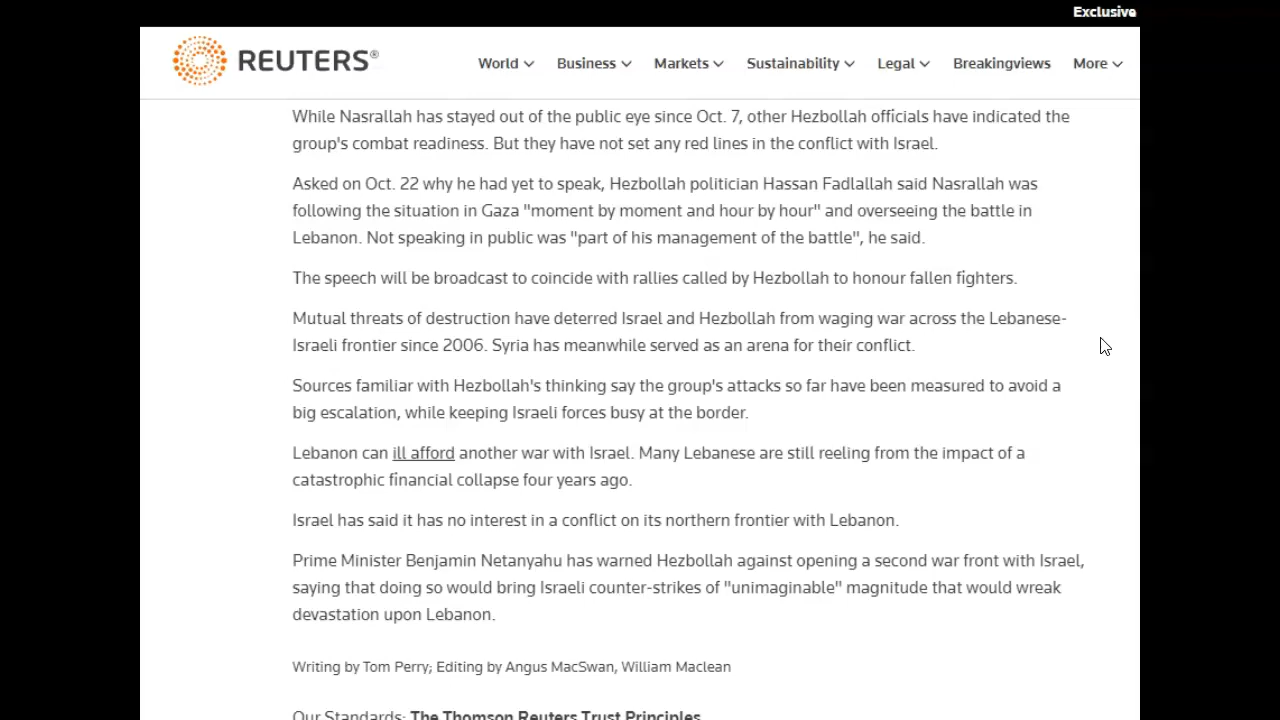 Exclusive
REUTERS®
World Business Markets Sustainability Legal Breakingviews More
While Nasrallah has stayed out of the public eye since Oct. 7, other Hezbollah officials have indicated the
group's combat readiness. But they have not set any red lines in the conflict with Israel.
Asked on Oct. 22 why he had yet to speak, Hezbollah politician Hassan Fadlallah said Nasrallah was
following the situation in Gaza "moment by moment and hour by hour" and overseeing the battle in
Lebanon. Not speaking in public was "part of his management of the battle", he said.
The speech will be broadcast to coincide with rallies called by Hezbollah to honour fallen fighters.
Mutual threats of destruction have deterred Israel and Hezbollah from waging war across the Lebanese-
Israeli frontier since 2006. Syria has meanwhile served as an arena for their conflict.
Sources familiar with Hezbollah's thinking say the group's attacks so far have been measured to avoid a
big escalation, while keeping Israeli forces busy at the border.
Lebanon can ill afford another war with Israel. Many Lebanese are still reeling from the impact of a
catastrophic financial collapse four years ago.
Israel has said it has no interest in a conflict on its northern frontier with Lebanon.
Prime Minister Benjamin Netanyahu has warned Hezbollah against opening a second war front with Israel,
saying that doing so would bring Israeli counter-strikes of "unimaginable" magnitude that would wreak
devastation upon Lebanon.
Writing by Tom Perry; Editing by Angus MacSwan, William Maclean
Our Standards: The Thomson Reuters Trust Principles.